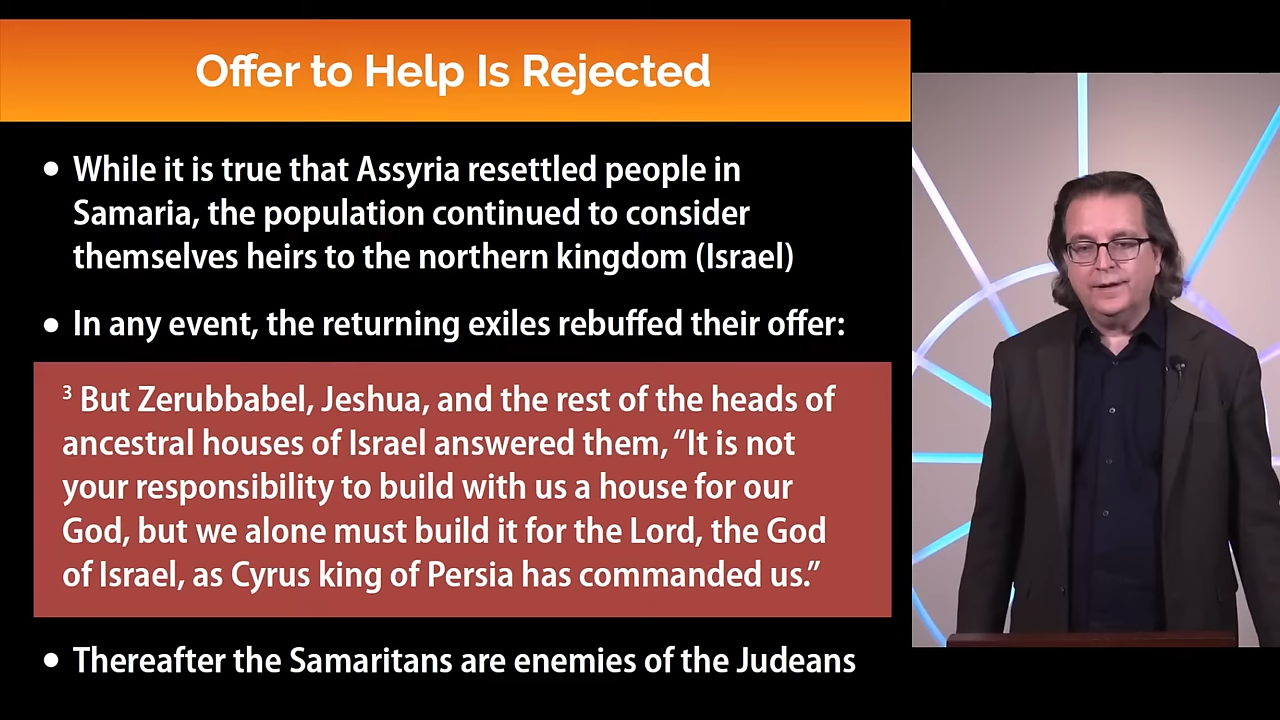 Offer to Help Is Rejected
• While it is true that Assyria resettled people in
Samaria, the population continued to consider
themselves heirs to the northern kingdom (Israel)
• In any event, the returning exiles rebuffed their offer:
³ But Zerubbabel, Jeshua, and the rest of the heads of
ancestral houses of Israel answered them, “It is not
your responsibility to build with us a house for our
God, but we alone must build it for the Lord, the God
of Israel, as Cyrus king of Persia has commanded us.”
• Thereafter the Samaritans are enemies of the Judeans